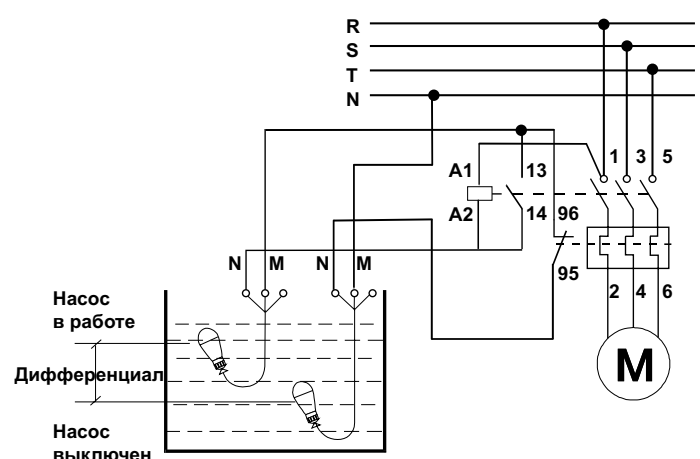 R
S
T
N
1 3 5
A1 13
A2 14 96
95
2 4 6
M
N M N M
Насос
в работе
Дифференциал
Насос
выключен